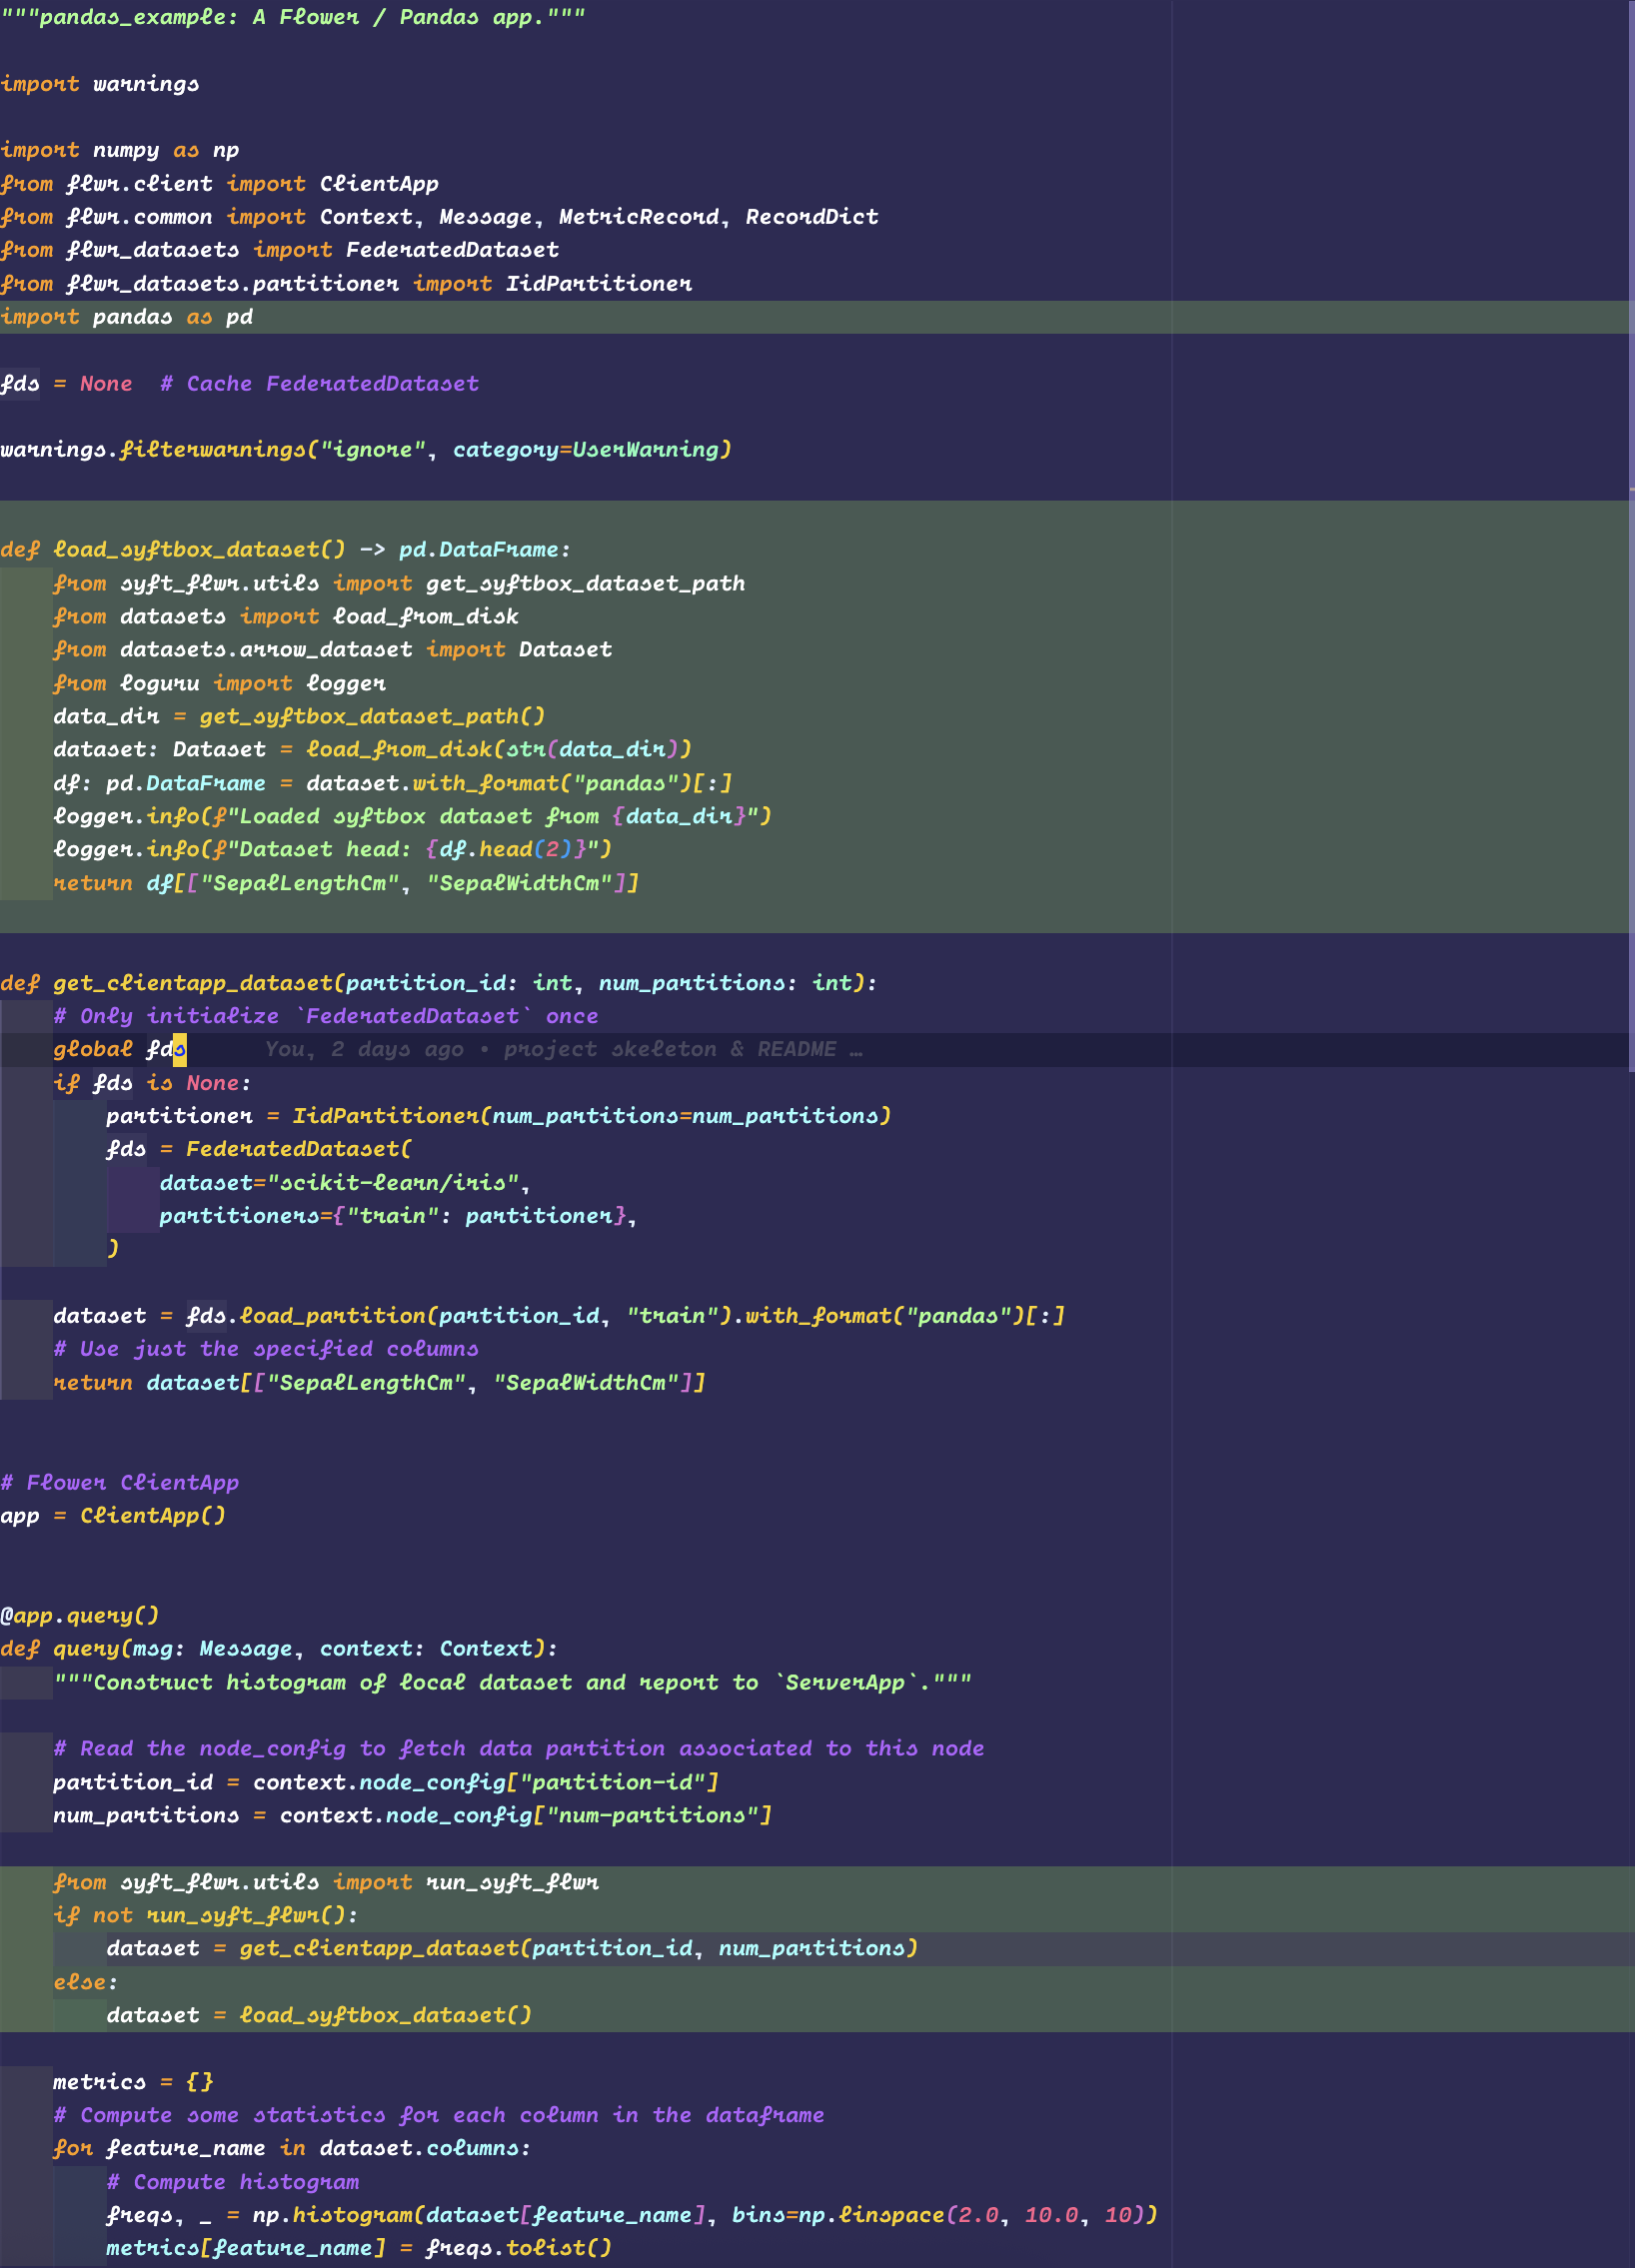 """pandas_example: A Flower / Pandas app."""
import warnings
import numpy as np
from flwr.client import ClientApp
from flwr.common import Context, Message, MetricRecord, RecordDict
from flwr_datasets import FederatedDataset
from flwr_datasets.partitioner import IidPartitioner
import pandas as pd
fds = None  # Cache FederatedDataset
warnings.filterwarnings("ignore", category=UserWarning)
def load_syftbox_dataset() -> pd.DataFrame:
    from syft_flwr.utils import get_syftbox_dataset_path
    from datasets import load_from_disk
    from datasets.arrow_dataset import Dataset
    from loguru import logger
    data_dir = get_syftbox_dataset_path()
    dataset: Dataset = load_from_disk(str(data_dir))
    df: pd.DataFrame = dataset.with_format("pandas")[:]
    logger.info(f"Loaded syftbox dataset from {data_dir}")
    logger.info(f"Dataset head: {df.head(2)}")
    return df[["SepalLengthCm", "SepalWidthCm"]]
def get_clientapp_dataset(partition_id: int, num_partitions: int):
    # Only initialize `FederatedDataset` once
    global fds      You, 2 days ago • project skeleton & README …
    if fds is None:
        partitioner = IidPartitioner(num_partitions=num_partitions)
        fds = FederatedDataset(
            dataset="scikit-learn/iris",
            partitioners={"train": partitioner},
        )
    dataset = fds.load_partition(partition_id, "train").with_format("pandas")[:]
    # Use just the specified columns
    return dataset[["SepalLengthCm", "SepalWidthCm"]]
# Flower ClientApp
app = ClientApp()
@app.query()
def query(msg: Message, context: Context):
    """Construct histogram of local dataset and report to `ServerApp`."""
    # Read the node_config to fetch data partition associated to this node
    partition_id = context.node_config["partition-id"]
    num_partitions = context.node_config["num-partitions"]
    from syft_flwr.utils import run_syft_flwr
    if not run_syft_flwr():
        dataset = get_clientapp_dataset(partition_id, num_partitions)
    else:
        dataset = load_syftbox_dataset()
    metrics = {}
    # Compute some statistics for each column in the dataframe
    for feature_name in dataset.columns:
        # Compute histogram
        freqs, _ = np.histogram(dataset[feature_name], bins=np.linspace(2.0, 10.0, 10))
        metrics[feature_name] = freqs.tolist()